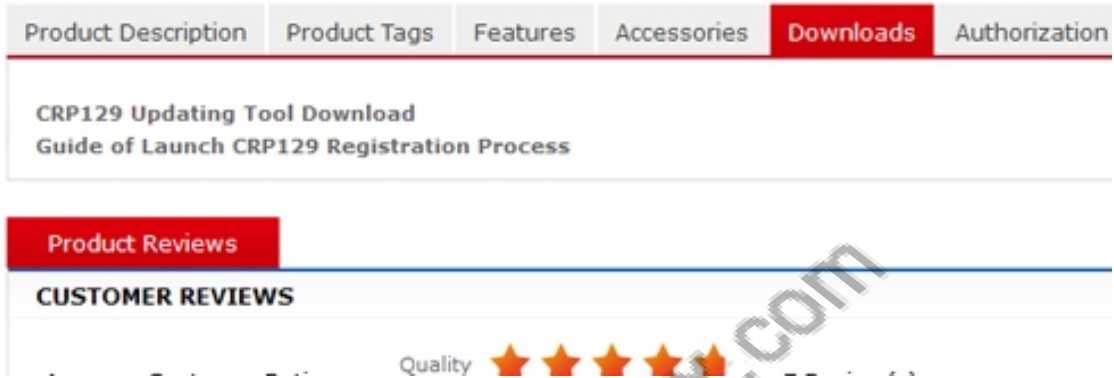 Product Description Product Tags Features Accessories Downloads Authorization
CRP129 Updating Tool Download
Guide of Launch CRP129 Registration Process
Product Reviews
CUSTOMER REVIEWS
Quality
.com